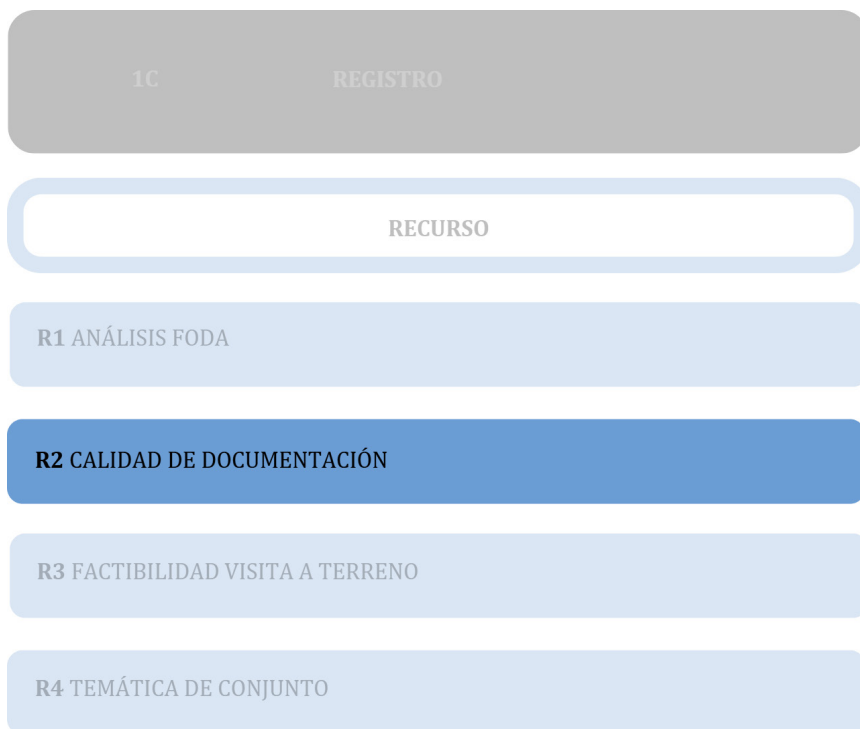 1C REGISTRO
RECURSO
R1 ANÁLISIS FODA
R2 CALIDAD DE DOCUMENTACIÓN
R3 FACTIBILIDAD VISITA A TERRENO
R4 TEMÁTICA DE CONJUNTO